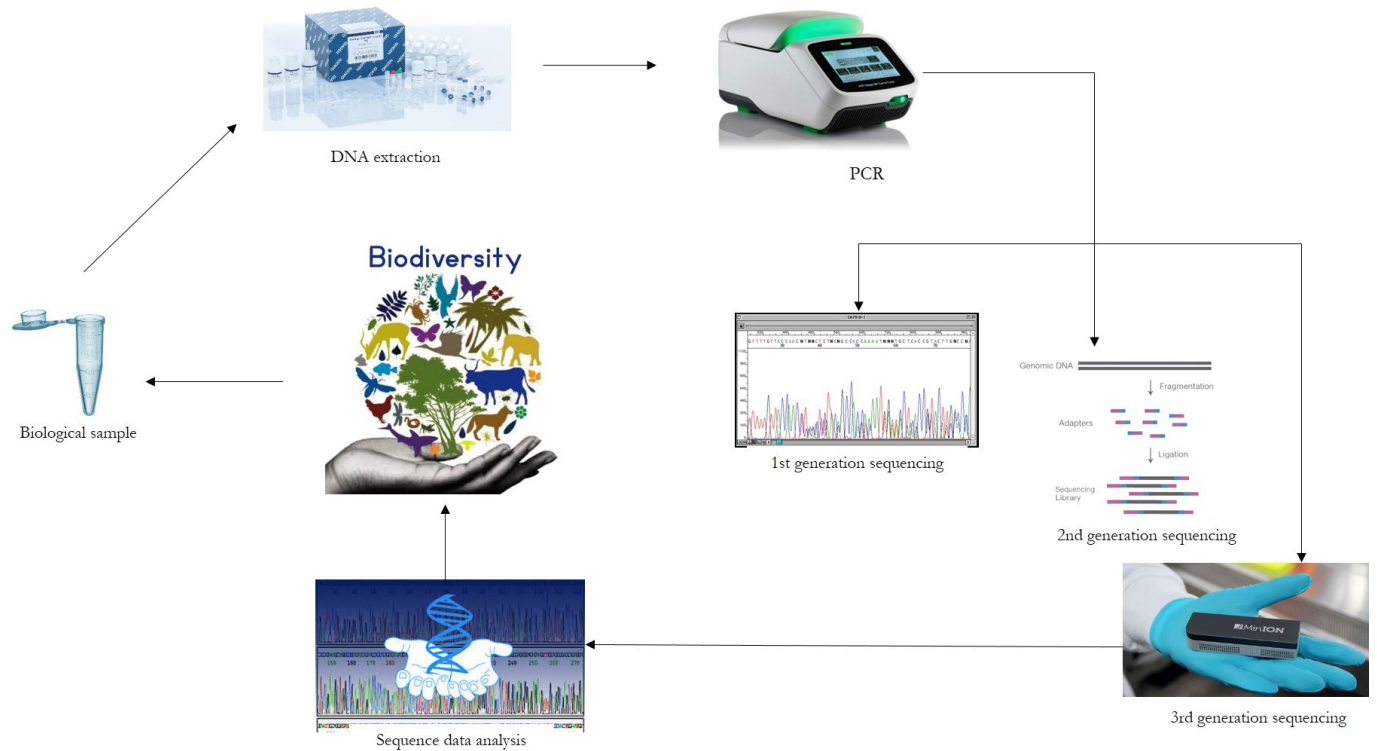 DNA extraction
PCR
Biodiversity
Biological sample
1st generation sequencing
Genomic DNA
Fragmentation
Adapters
Ligation
Sequencing
Library
2nd generation sequencing
MinION
3rd generation sequencing
Sequence data analysis